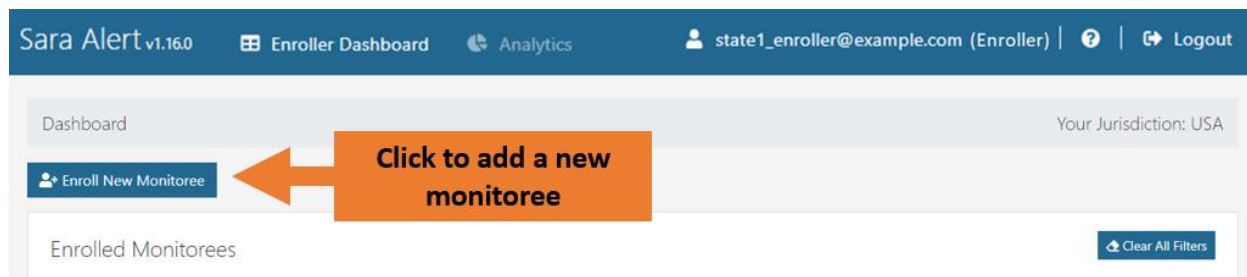 Sara Alert v1.16.0 Enroller Dashboard Analytics state1_enroller@example.com (Enroller) | ? | Logout
Dashboard Your Jurisdiction: USA
Enroll New Monitoree
Click to add a new
monitoree
Enrolled Monitorees Clear All Filters